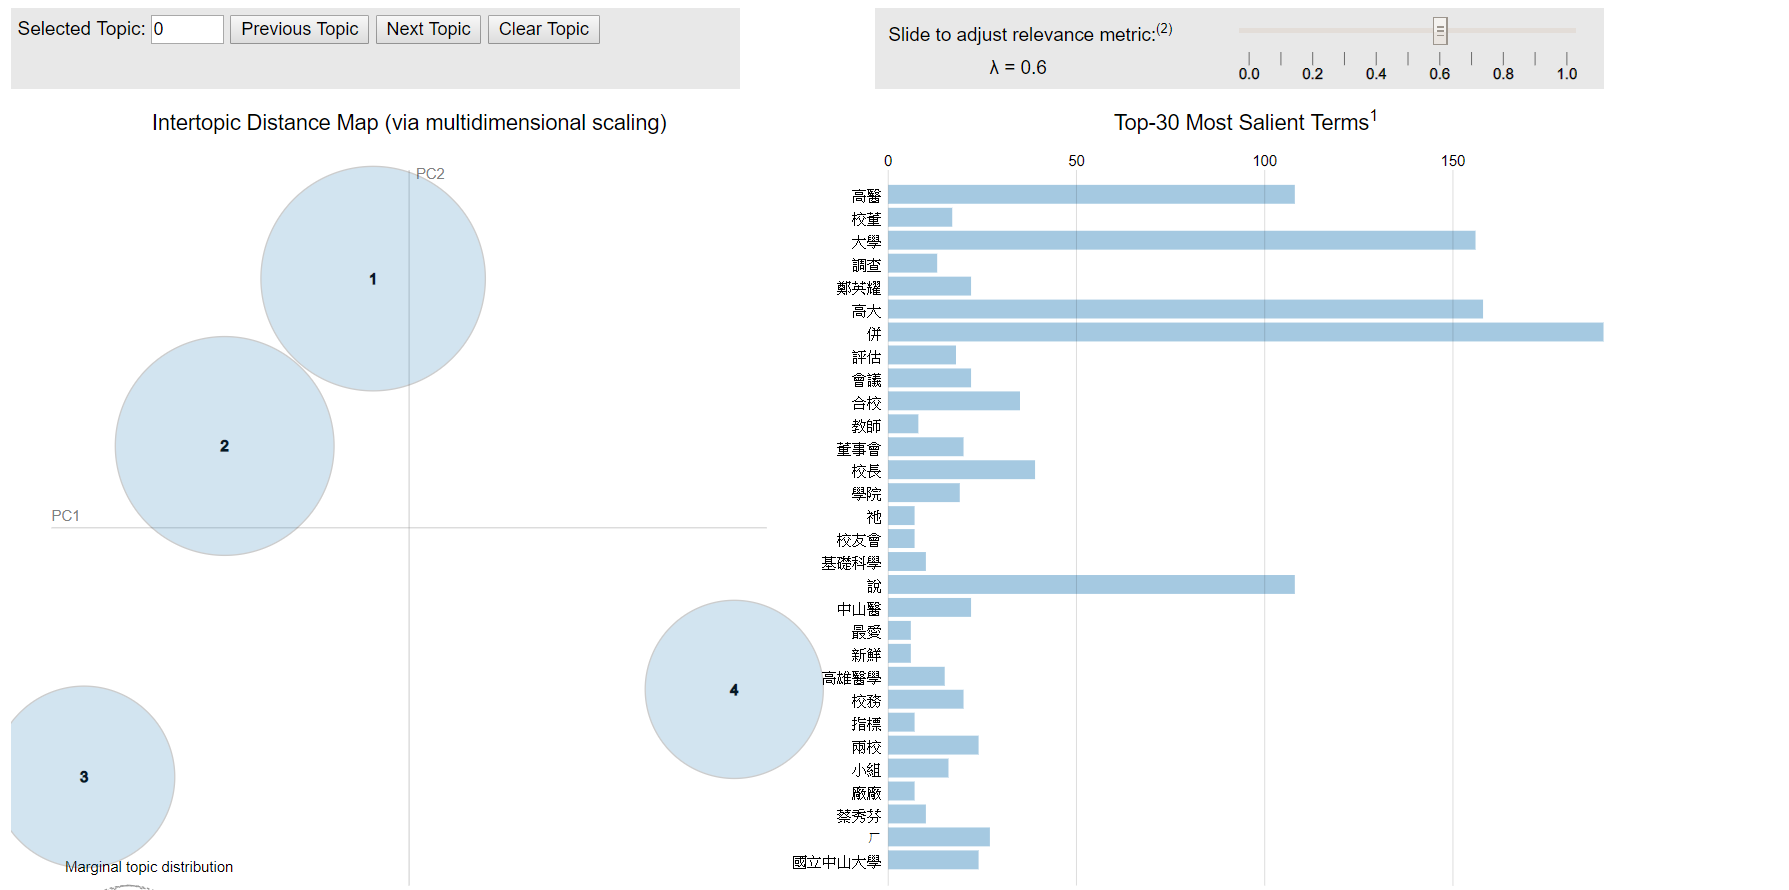 Selected Topic: 0 Previous Topic Next Topic Clear Topic
Slide to adjust relevance metric:(2)
λ = 0.6
0.0 0.2 0.4 0.6 0.8 1.0
Intertopic Distance Map (via multidimensional scaling)
PC2
1
2
PC1
4
3
Marginal topic distribution
Top-30 Most Salient Terms1
0 50 100 150
高醫
校董
大學
調查
鄭英耀
高大
併
評估
會議
合校
教師
董事會
校長
學院
祂
校友會
基礎科學
說
中山醫
最愛
新鮮
高雄醫學
校務
指標
兩校
小組
廠廠
蔡秀芬
ㄏ
國立中山大學